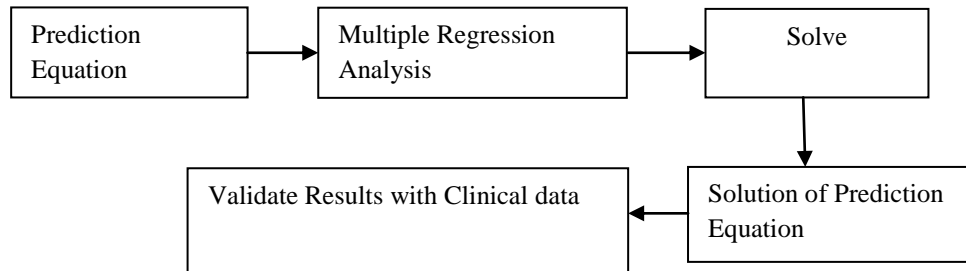 Prediction
Equation
Multiple Regression
Analysis
Solve
Solution of Prediction
Equation
Validate Results with Clinical data